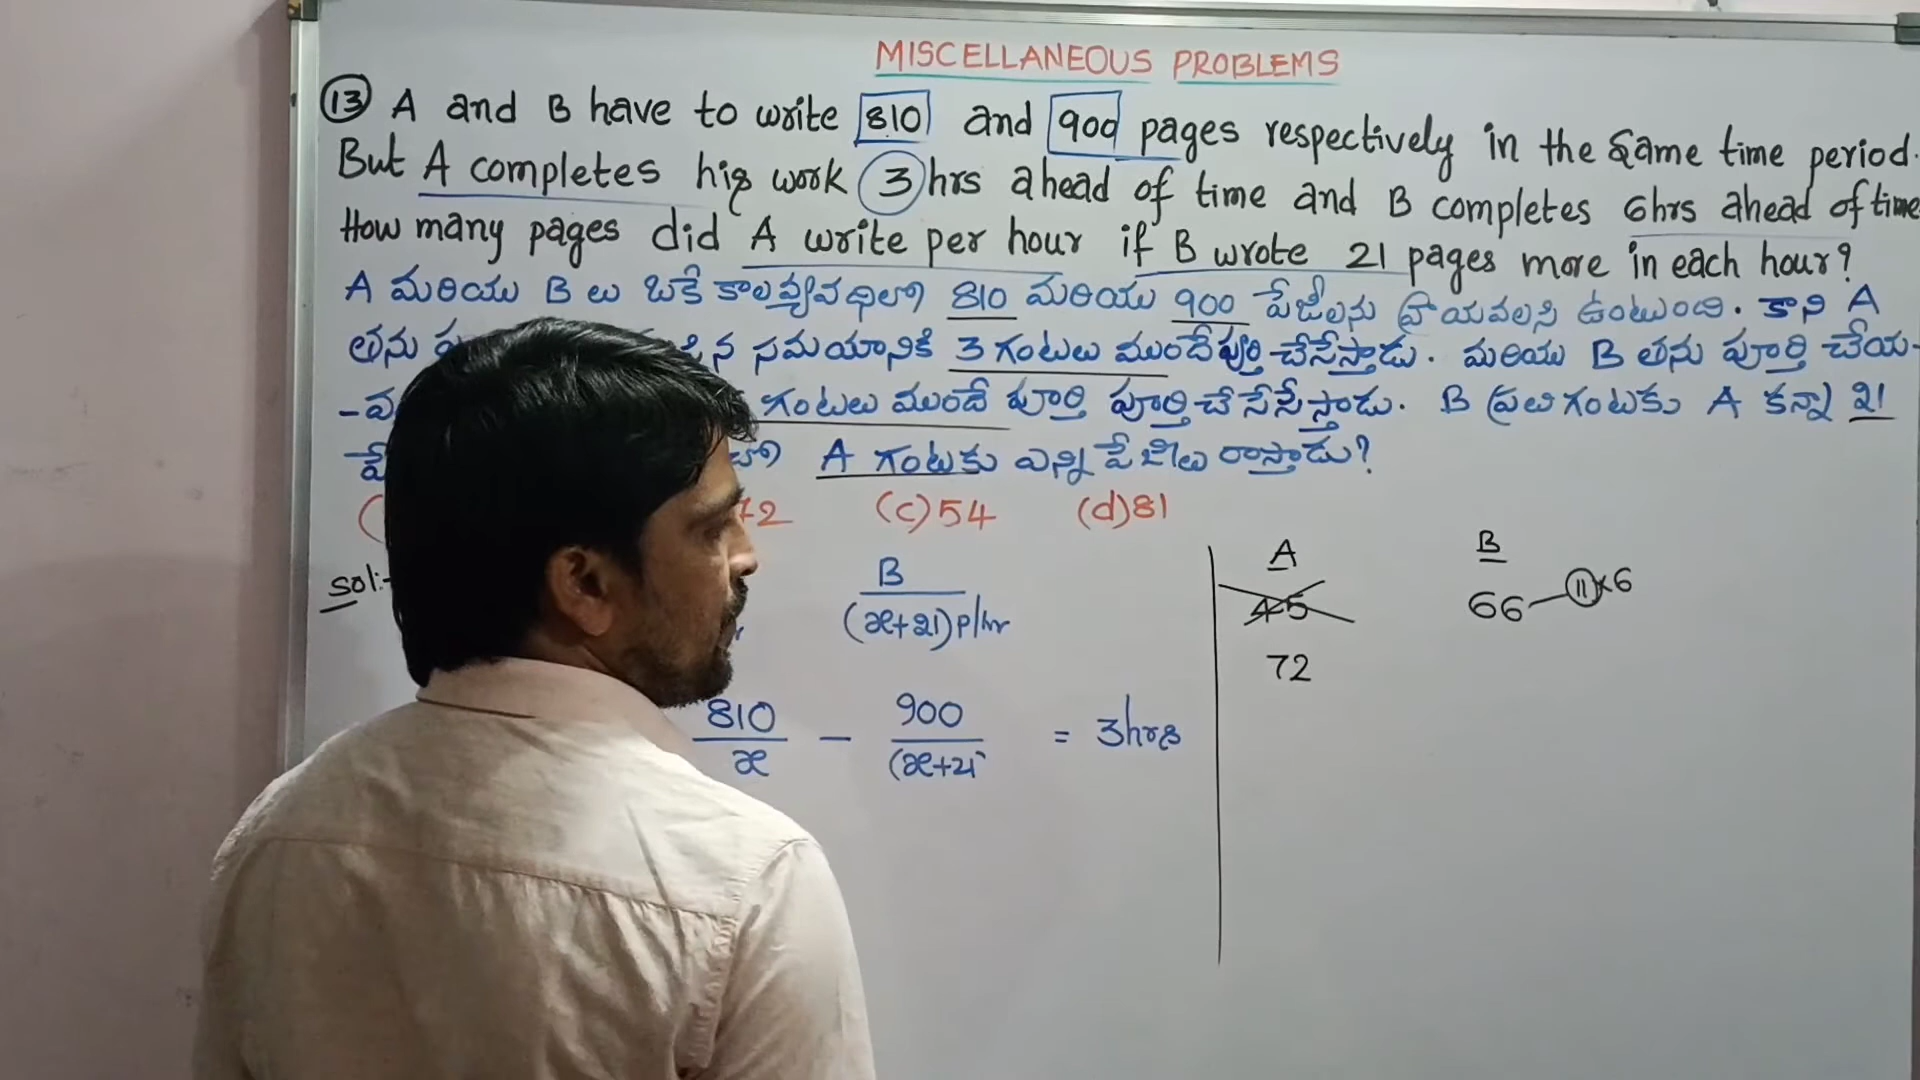 MISCELLANEOUS PROBLEMS
13 A and B have to write 810 and 900 pages respectively in the same time period.
But A completes his work 3 hrs ahead of time and B completes 6hrs ahead of time
How many pages did A write per hour if B wrote 21 pages more in each hour?
A మరియు B లు ఒకే కాలవ్యవధిలో 810 మరియు 900 పేజీలను వ్రాయవలసి ఉంటుంది. కాని A
తను సమయానికి 3 గంటలు ముందే పూర్తి చేసేస్తాడు. మరియు B తను పూర్తి చేయ-
గంటలు ముందే పూర్తి పూర్తి చేసేస్తాడు. B ప్రతి గంటకు A కన్నా 21
A గంటకు ఎన్ని పేజీలు రాస్తాడు?
72 (c) 54 (d) 81
Sol:-
B
(x+21) p/hr
810/x - 900/(x+21 = 3hrs
A B
45 66 - 11×6
72